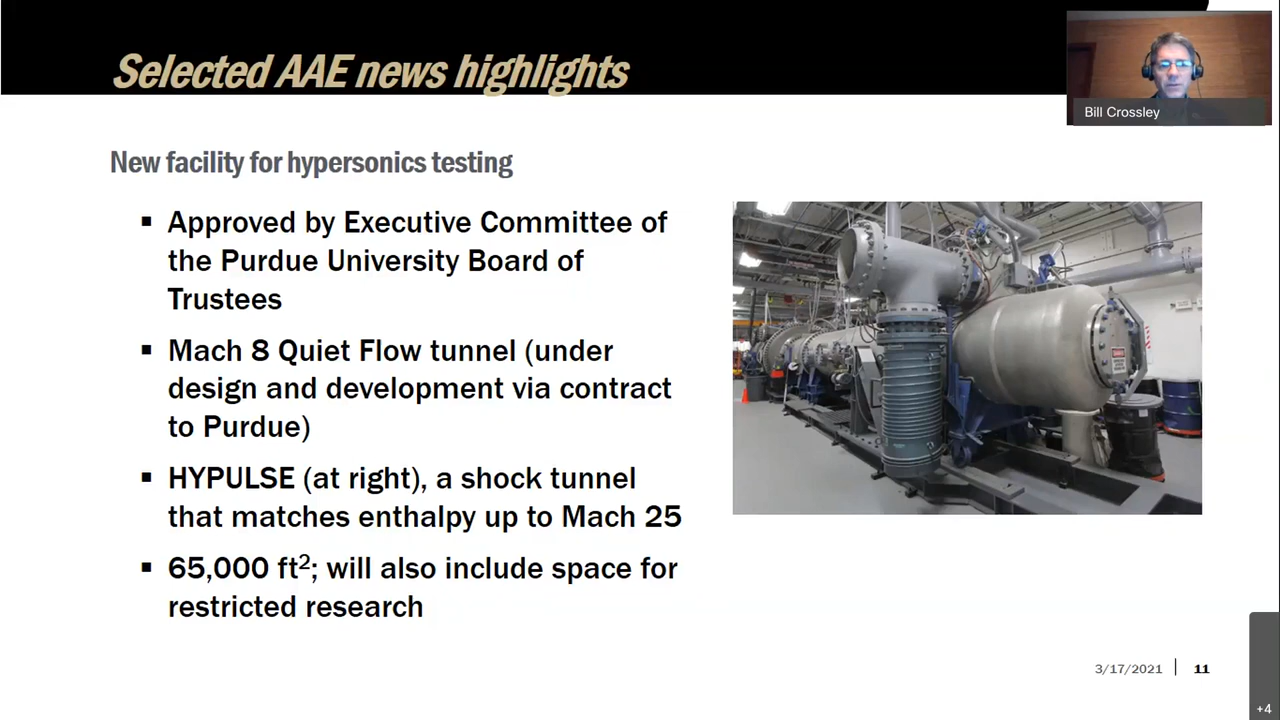 Selected AAE news highlights
Bill Crossley
New facility for hypersonics testing
▪ Approved by Executive Committee of
the Purdue University Board of
Trustees
▪ Mach 8 Quiet Flow tunnel (under
design and development via contract
to Purdue)
▪ HYPULSE (at right), a shock tunnel
that matches enthalpy up to Mach 25
▪ 65,000 ft²; will also include space for
restricted research
3/17/2021 | 11
+4